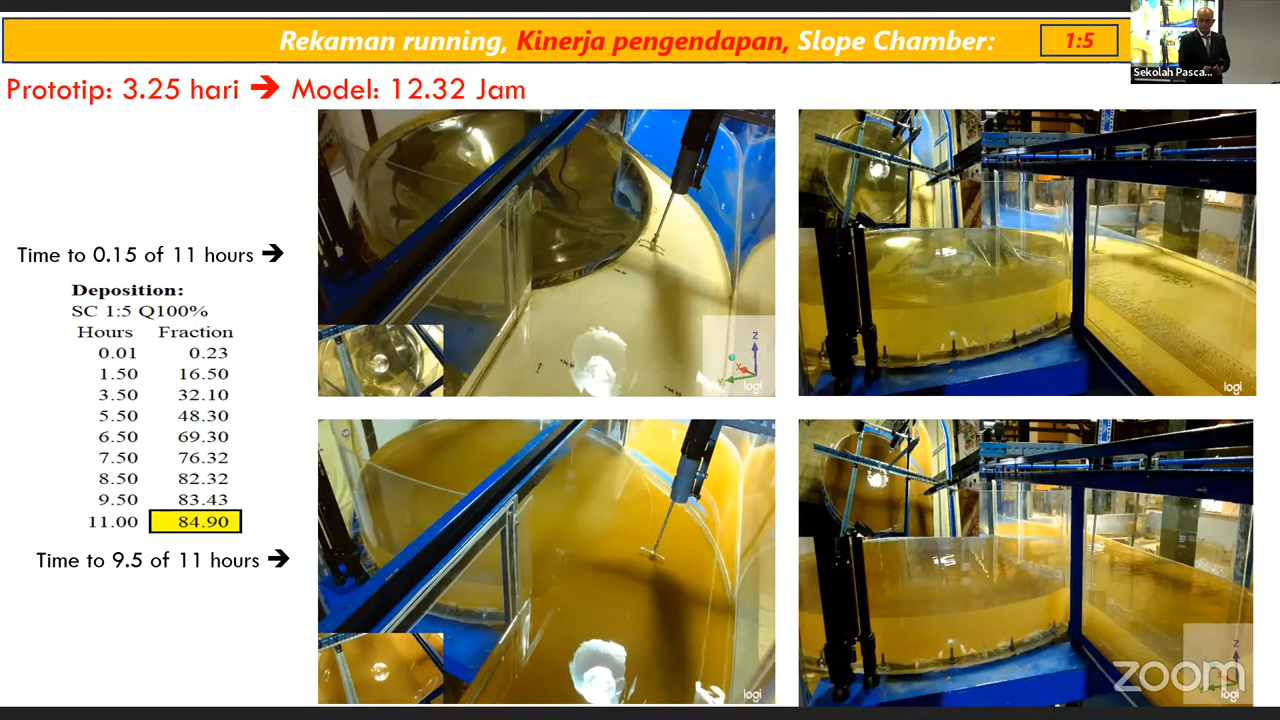 Rekaman running, Kinerja pengendapan, Slope Chamber: 1:5
Sekolah Pasca...
Prototip: 3.25 hari ➔ Model: 12.32 Jam
Time to 0.15 of 11 hours ➔
Deposition:
SC 1:5 Q100%
Hours Fraction
0.01 0.23
1.50 16.50
3.50 32.10
5.50 48.30
6.50 69.30
7.50 76.32
8.50 82.32
9.50 83.43
11.00 84.90
Time to 9.5 of 11 hours ➔
Z
X
Y
logi
logi
logi
Z
logi
zoom